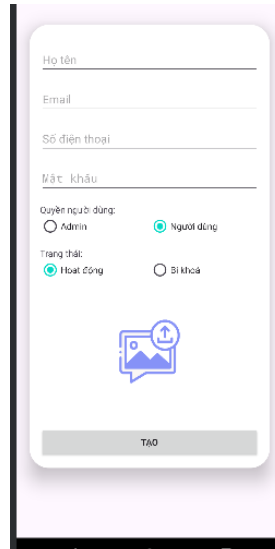 Họ tên
Email
Số điện thoại
Mật khẩu
Quyền người dùng:
Admin Người dùng
Trạng thái:
Hoạt động Bị khoá
TẠO